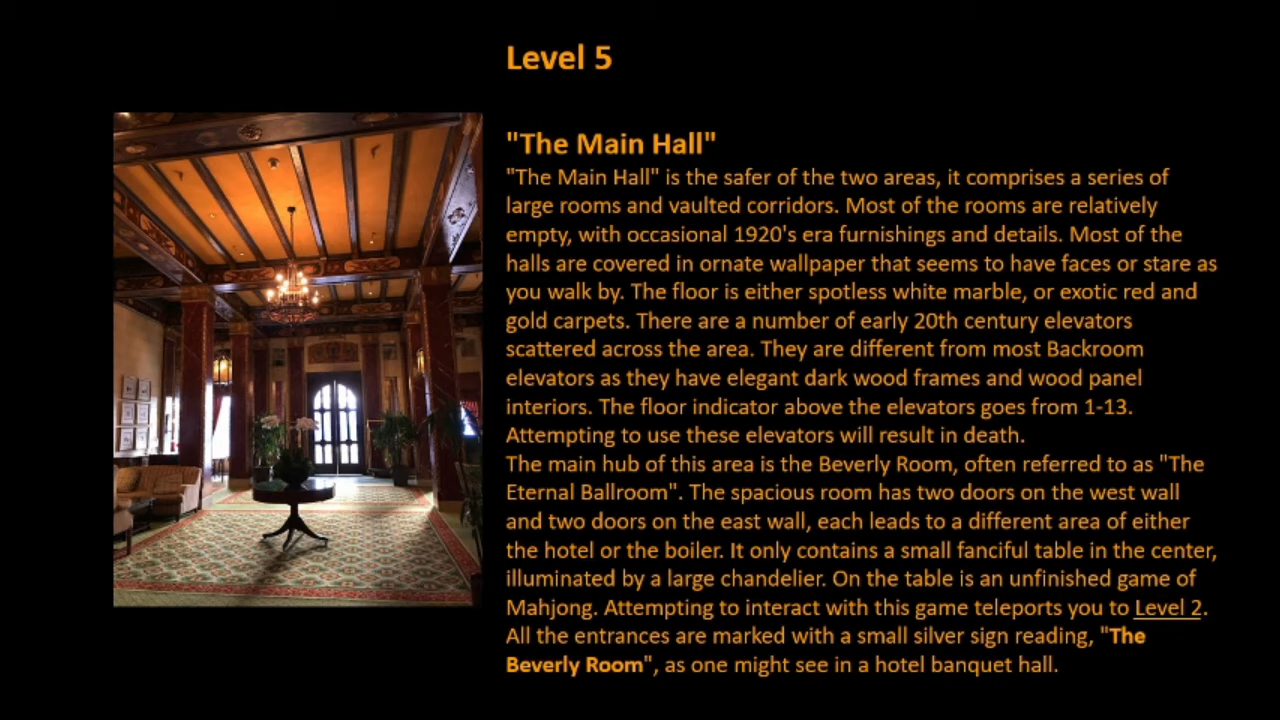 Level 5
"The Main Hall"
"The Main Hall" is the safer of the two areas, it comprises a series of
large rooms and vaulted corridors. Most of the rooms are relatively
empty, with occasional 1920's era furnishings and details. Most of the
halls are covered in ornate wallpaper that seems to have faces or stare as
you walk by. The floor is either spotless white marble, or exotic red and
gold carpets. There are a number of early 20th century elevators
scattered across the area. They are different from most Backroom
elevators as they have elegant dark wood frames and wood panel
interiors. The floor indicator above the elevators goes from 1-13.
Attempting to use these elevators will result in death.
The main hub of this area is the Beverly Room, often referred to as "The
Eternal Ballroom". The spacious room has two doors on the west wall
and two doors on the east wall, each leads to a different area of either
the hotel or the boiler. It only contains a small fanciful table in the center,
illuminated by a large chandelier. On the table is an unfinished game of
Mahjong. Attempting to interact with this game teleports you to Level 2.
All the entrances are marked with a small silver sign reading, "The
Beverly Room", as one might see in a hotel banquet hall.